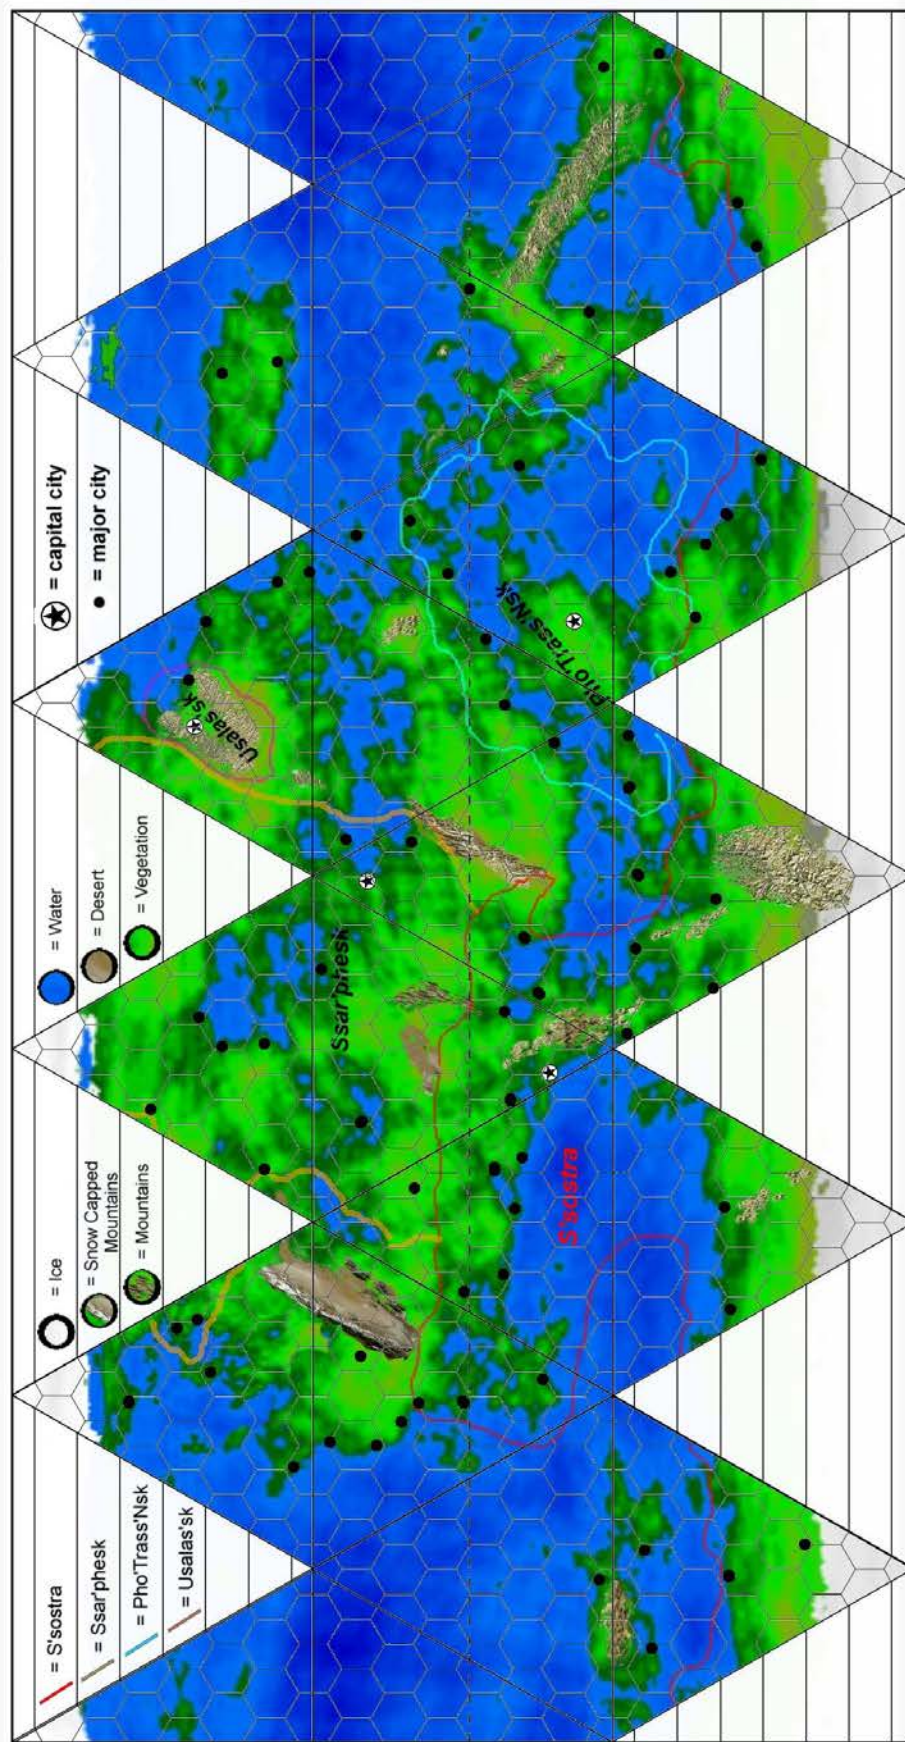 = S'sostra
= Ssar'phesk
= Pho'Trass'Nsk
= Usalas'sk
= Ice
= Snow Capped
Mountains
= Mountains
= Water
= Desert
= Vegetation
= capital city
= major city
Usalas'sk
Ssar'phesk
Pho'Trass'Nsk
S'sostra